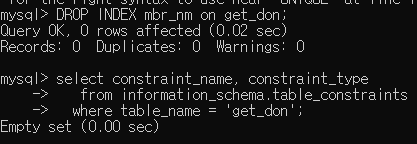 for the right syntax to use near 'UNIQUE' at line
mysql> DROP INDEX mbr_nm on get_don;
Query OK, 0 rows affected (0.02 sec)
Records: 0  Duplicates: 0  Warnings: 0
mysql> select constraint_name, constraint_type
    ->   from information_schema.table_constraints
    ->  where table_name = 'get_don';
Empty set (0.00 sec)